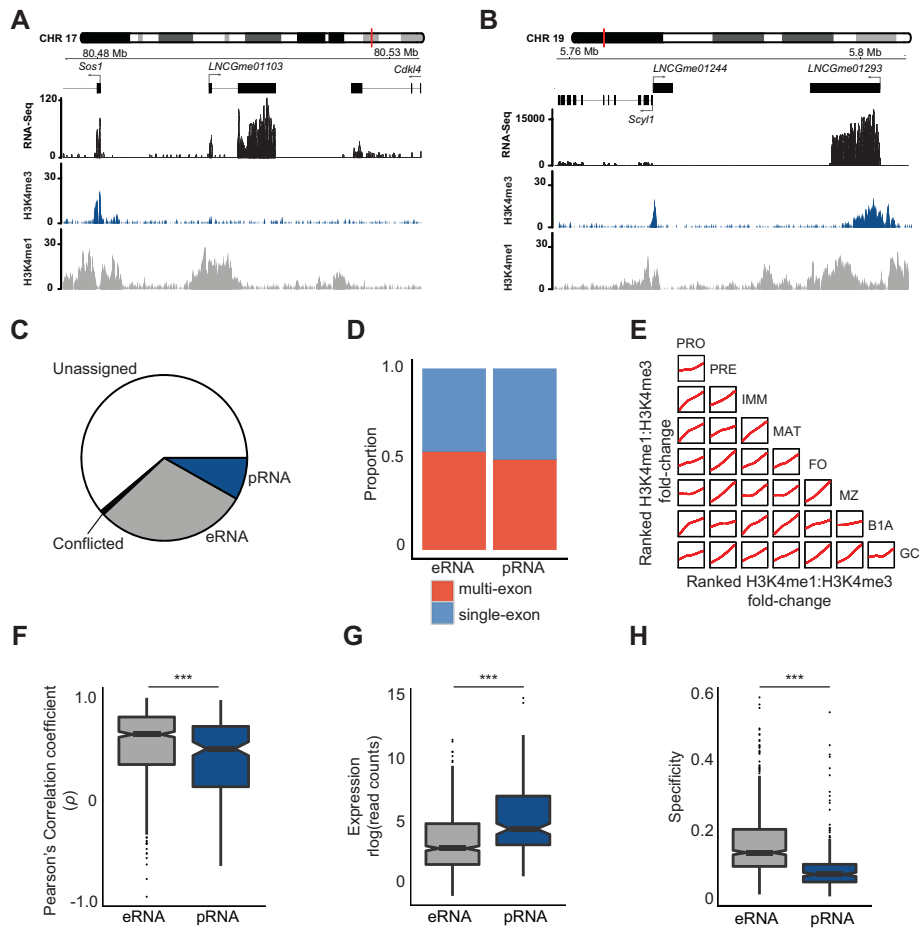 A
CHR 17
80.48 Mb
80.53 Mb
Sos1
LNCGme01103
Cdkl4
RNA-Seq
120
0
H3K4me3
30
0
H3K4me1
30
0
B
CHR 19
5.76 Mb
5.8 Mb
LNCGme01244
LNCGme01293
Scyl1
RNA-Seq
15000
0
H3K4me3
30
0
H3K4me1
30
0
C
Unassigned
pRNA
eRNA
Conflicted
D
Proportion
1.0
0.5
0
eRNA
pRNA
multi-exon
single-exon
E
Ranked H3K4me1:H3K4me3
fold-change
PRO
PRE
IMM
MAT
FO
MZ
B1A
GC
Ranked H3K4me1:H3K4me3
fold-change
F
Pearson's Correlation coefficient
(ρ)
1.0
0
-1.0
***
eRNA
pRNA
G
Expression
rlog(read counts)
15
10
5
0
***
eRNA
pRNA
H
Specificity
0.6
0.4
0.2
0
***
eRNA
pRNA